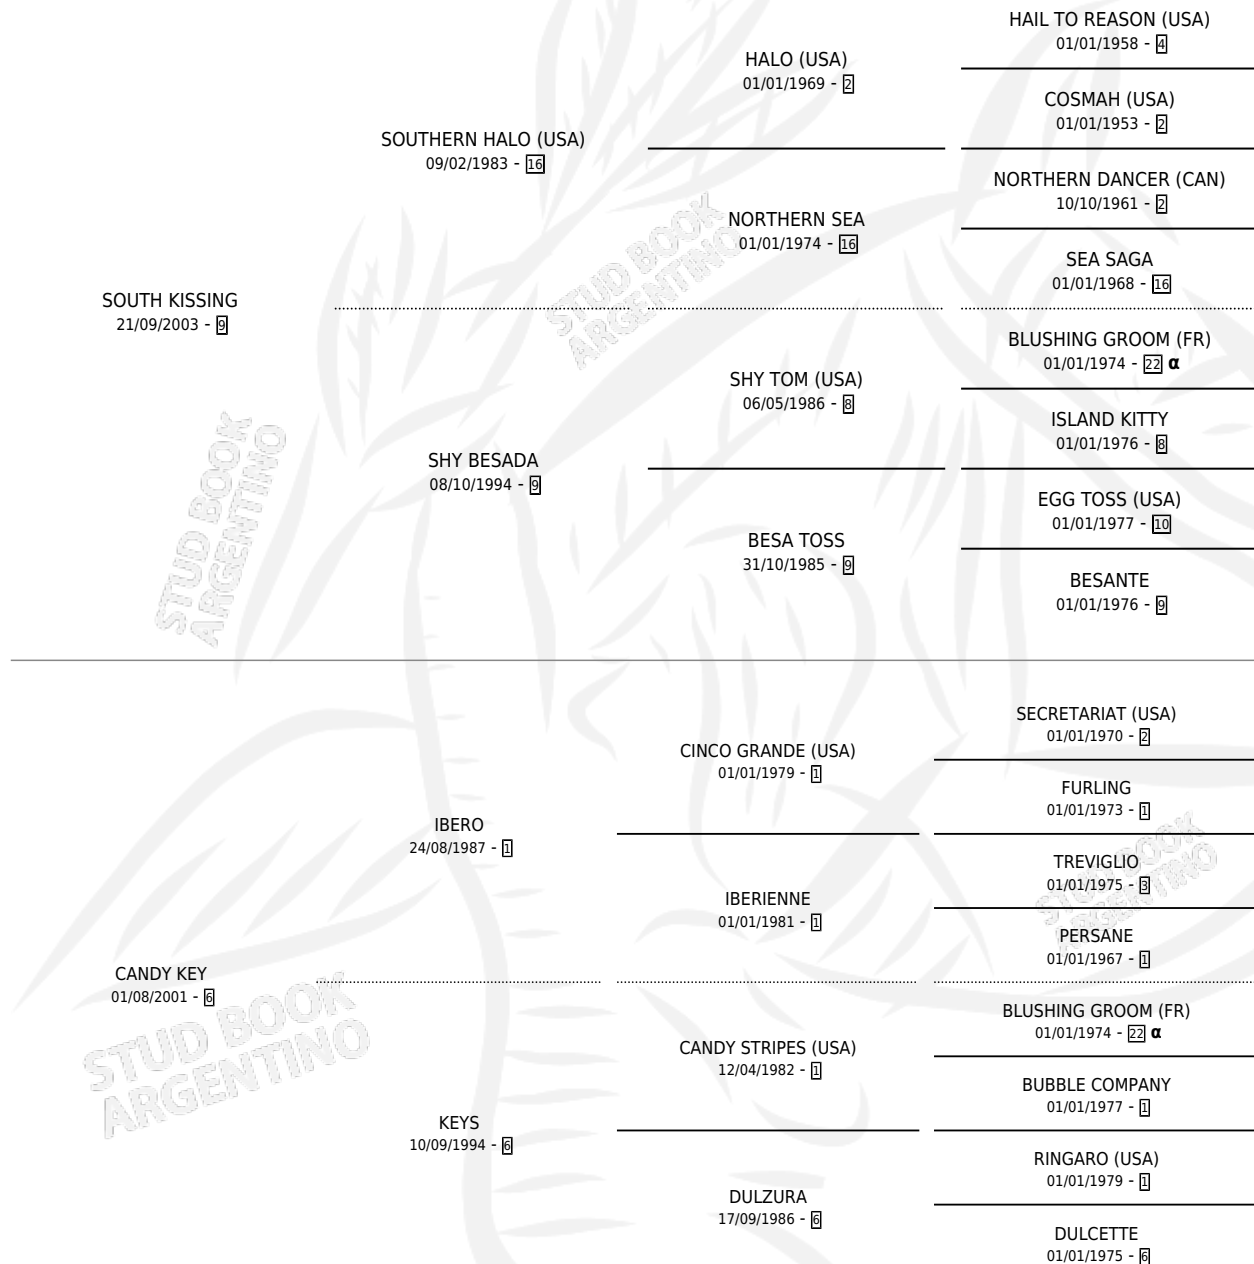 SOUTH KISSING
21/09/2003 - 9
SOUTHERN HALO (USA)
09/02/1983 - 16
HALO (USA)
01/01/1969 - 2
HAIL TO REASON (USA)
01/01/1958 - 4
COSMAH (USA)
01/01/1953 - 2
NORTHERN SEA
01/01/1974 - 16
NORTHERN DANCER (CAN)
10/10/1961 - 2
SEA SAGA
01/01/1968 - 16
SHY BESADA
08/10/1994 - 9
SHY TOM (USA)
06/05/1986 - 8
BLUSHING GROOM (FR)
01/01/1974 - 22 α
ISLAND KITTY
01/01/1976 - 8
BESA TOSS
31/10/1985 - 9
EGG TOSS (USA)
01/01/1977 - 10
BESANTE
01/01/1976 - 9
CANDY KEY
01/08/2001 - 6
IBERO
24/08/1987 - 1
CINCO GRANDE (USA)
01/01/1979 - 1
SECRETARIAT (USA)
01/01/1970 - 2
FURLING
01/01/1973 - 1
IBERIENNE
01/01/1981 - 1
TREVIGLIO
01/01/1975 - 3
PERSANE
01/01/1967 - 1
KEYS
10/09/1994 - 6
CANDY STRIPES (USA)
12/04/1982 - 1
BLUSHING GROOM (FR)
01/01/1974 - 22 α
BUBBLE COMPANY
01/01/1977 - 1
DULZURA
17/09/1986 - 6
RINGARO (USA)
01/01/1979 - 1
DULCETTE
01/01/1975 - 6
STUD BOOK
ARGENTINO
STUD BOOK
ARGENTINO
STUD BOOK
ARGENTINO
STUD BOOK
ARGENTINO